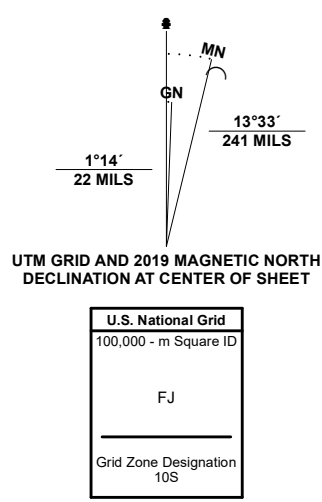 MN
GN
13°33´
241 MILS
1°14´
22 MILS
UTM GRID AND 2019 MAGNETIC NORTH
DECLINATION AT CENTER OF SHEET
U.S. National Grid
100,000 - m Square ID
FJ
Grid Zone Designation
10S